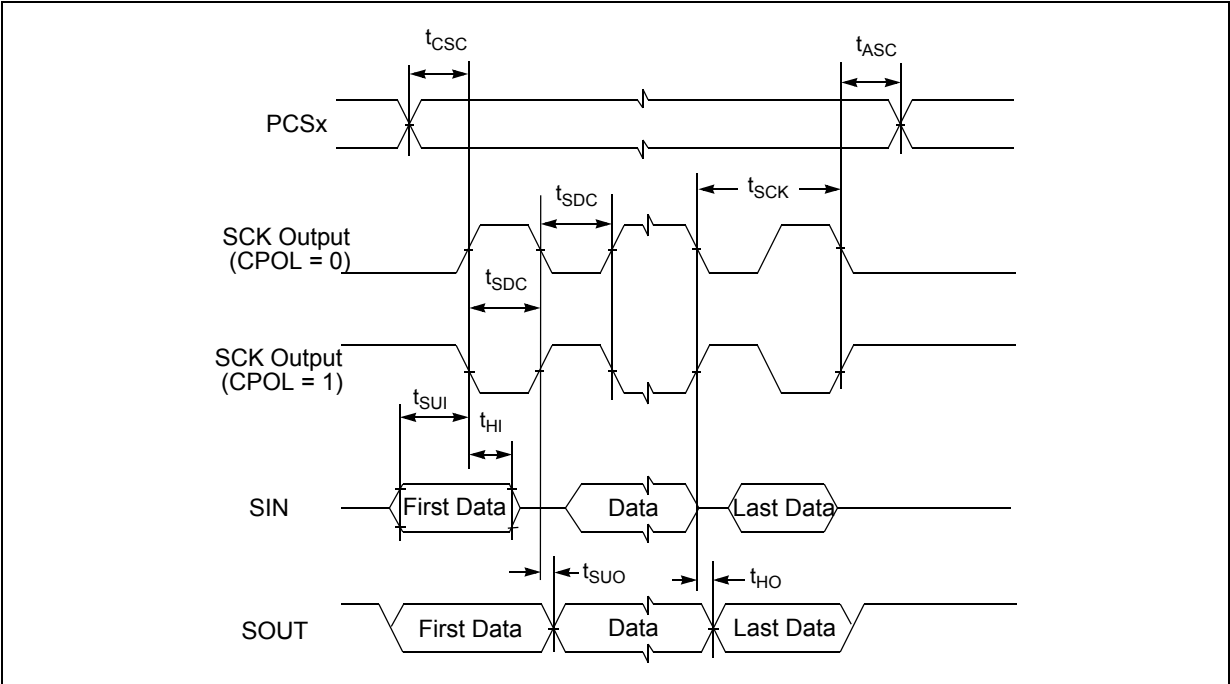 tCSC
tASC
PCSx
tSCK
tSDC
SCK Output
(CPOL = 0)
tSDC
SCK Output
(CPOL = 1)
tSUI
tHI
SIN
First Data
Data
Last Data
tSUO
tHO
SOUT
First Data
Data
Last Data